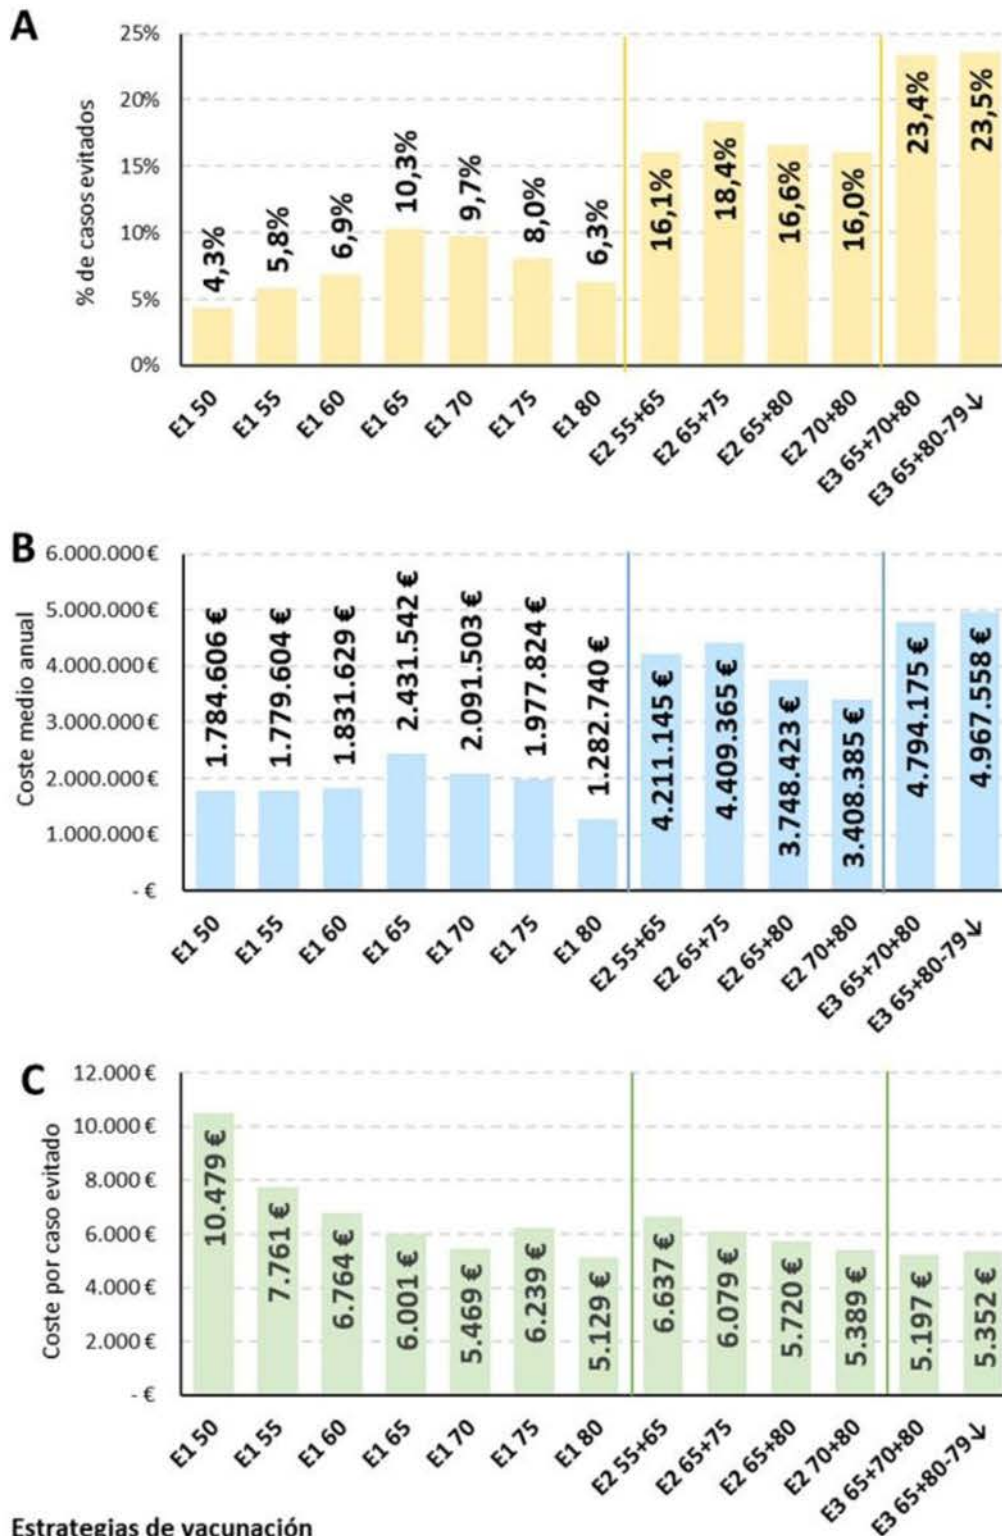 A
% de casos evitados
25%
20%
15%
10%
5%
0%
4,3%
5,8%
6,9%
10,3%
9,7%
8,0%
6,3%
16,1%
18,4%
16,6%
16,0%
23,4%
23,5%
E1 50
E1 55
E1 60
E1 65
E1 70
E1 75
E1 80
E2 55+65
E2 65+75
E2 65+80
E2 70+80
E3 65+70+80
E3 65+80-79↓
B
Coste medio anual
6.000.000 €
5.000.000 €
4.000.000 €
3.000.000 €
2.000.000 €
1.000.000 €
- €
1.784.606 €
1.779.604 €
1.831.629 €
2.431.542 €
2.091.503 €
1.977.824 €
1.282.740 €
4.211.145 €
4.409.365 €
3.748.423 €
3.408.385 €
4.794.175 €
4.967.558 €
E1 50
E1 55
E1 60
E1 65
E1 70
E1 75
E1 80
E2 55+65
E2 65+75
E2 65+80
E2 70+80
E3 65+70+80
E3 65+80-79↓
C
Coste por caso evitado
12.000 €
10.000 €
8.000 €
6.000 €
4.000 €
2.000 €
- €
10.479 €
7.761 €
6.764 €
6.001 €
5.469 €
6.239 €
5.129 €
6.637 €
6.079 €
5.720 €
5.389 €
5.197 €
5.352 €
E1 50
E1 55
E1 60
E1 65
E1 70
E1 75
E1 80
E2 55+65
E2 65+75
E2 65+80
E2 70+80
E3 65+70+80
E3 65+80-79↓
Estrategias de vacunación